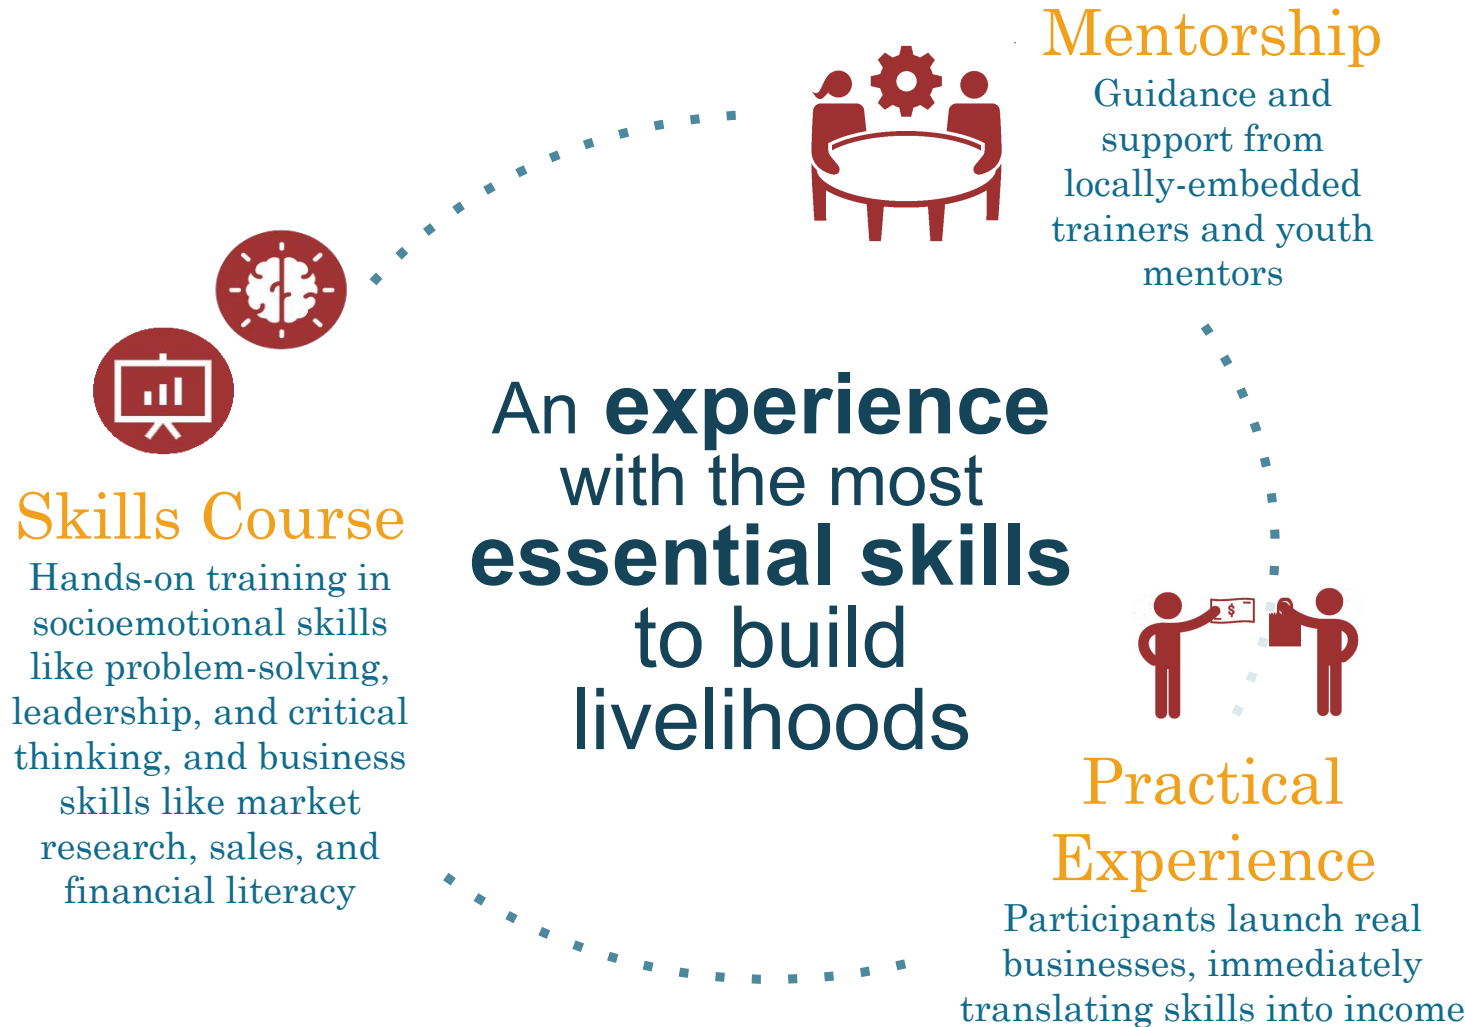 Mentorship
Guidance and
support from
locally-embedded
trainers and youth
mentors
Skills Course
Hands-on training in
socioemotional skills
like problem-solving,
leadership, and critical
thinking, and business
skills like market
research, sales, and
financial literacy
An experience
with the most
essential skills
to build
livelihoods
$
Practical
Experience
Participants launch real
businesses, immediately
translating skills into income